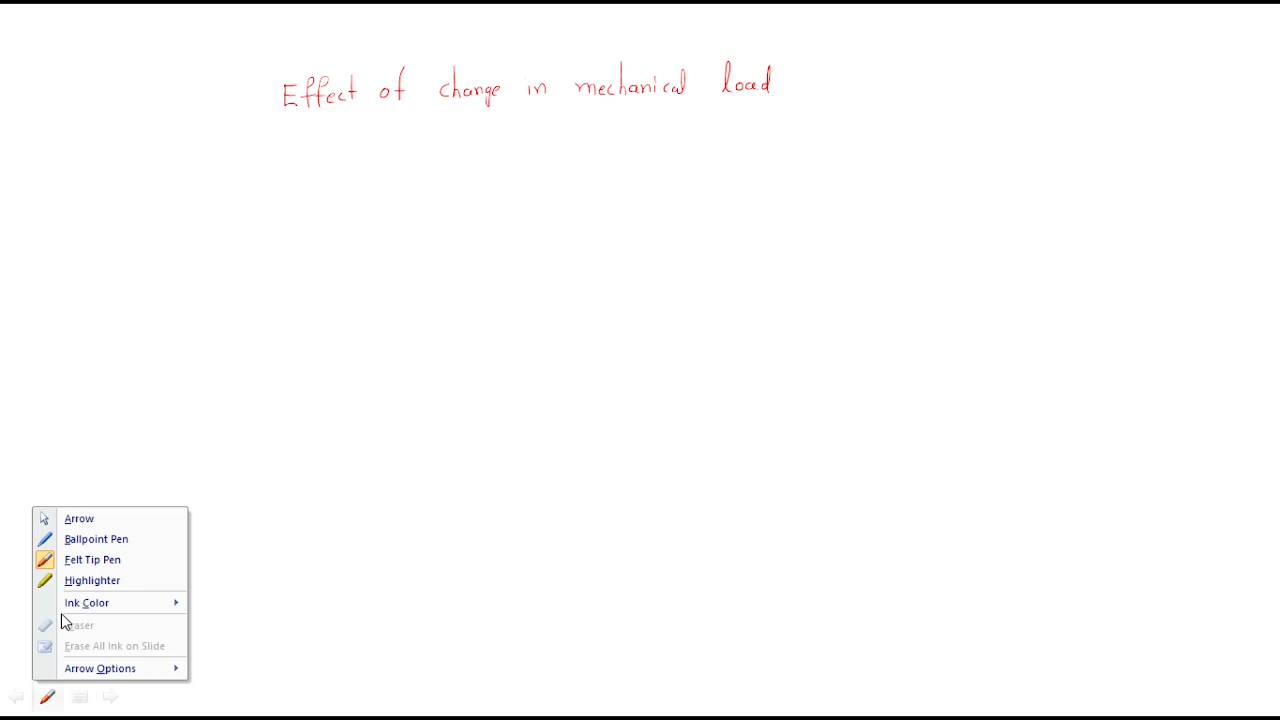 Effect of change in mechanical load
Arrow
Ballpoint Pen
Felt Tip Pen
Highlighter
Ink Color
Eraser
Erase All Ink on Slide
Arrow Options